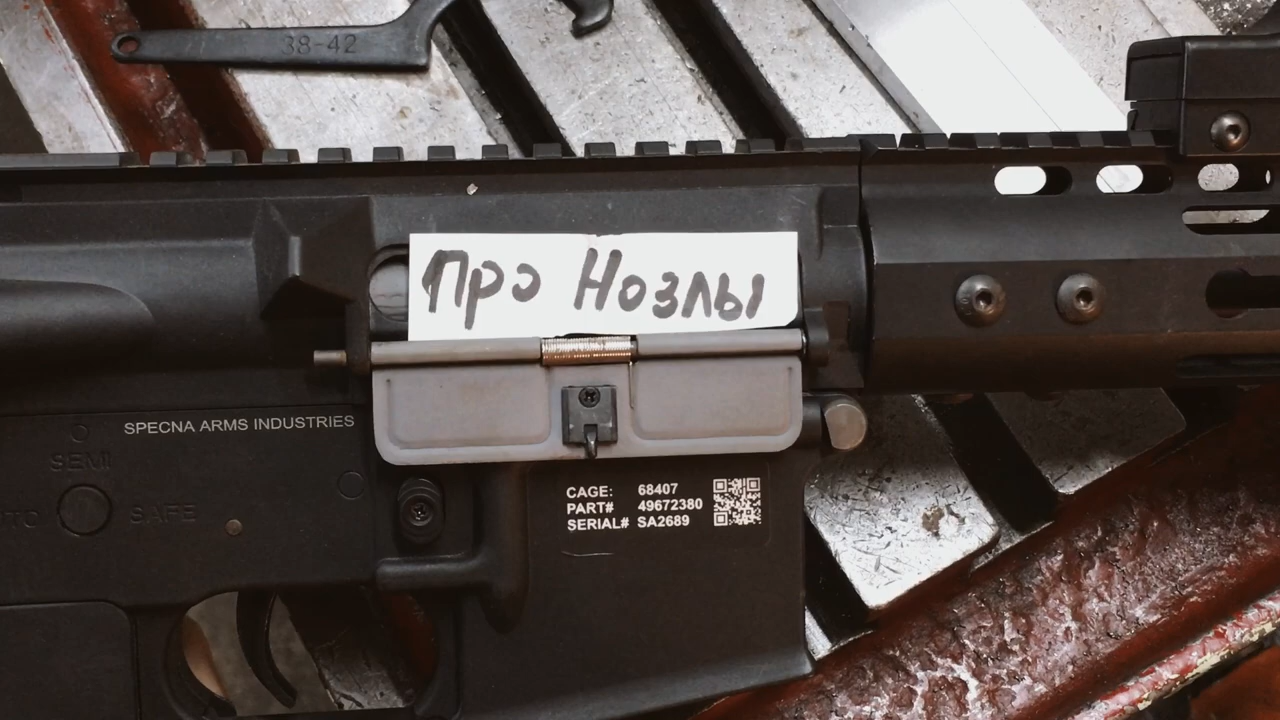 38-42
Про Нозлы
SPECNA ARMS INDUSTRIES
SEMI
SAFE
CAGE: 68407
PART# 49672380
SERIAL# SA2689